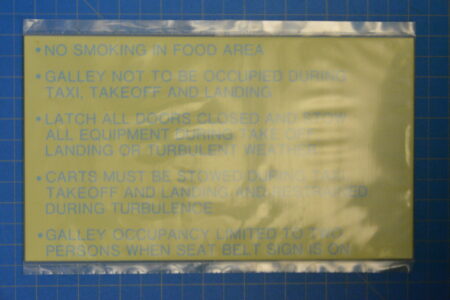 • NO SMOKING IN FOOD AREA
• GALLEY NOT TO BE OCCUPIED DURING
TAXI, TAKEOFF AND LANDING
• LATCH ALL DOORS CLOSED AND STOW
ALL EQUIPMENT DURING TAKE OFF
LANDING OR TURBULENT WEATHER
• CARTS MUST BE STOWED DURING TAXI
TAKEOFF AND LANDING AND RESTRAINED
DURING TURBULENCE
• GALLEY OCCUPANCY LIMITED TO TWO
PERSONS WHEN SEAT BELT SIGN IS ON